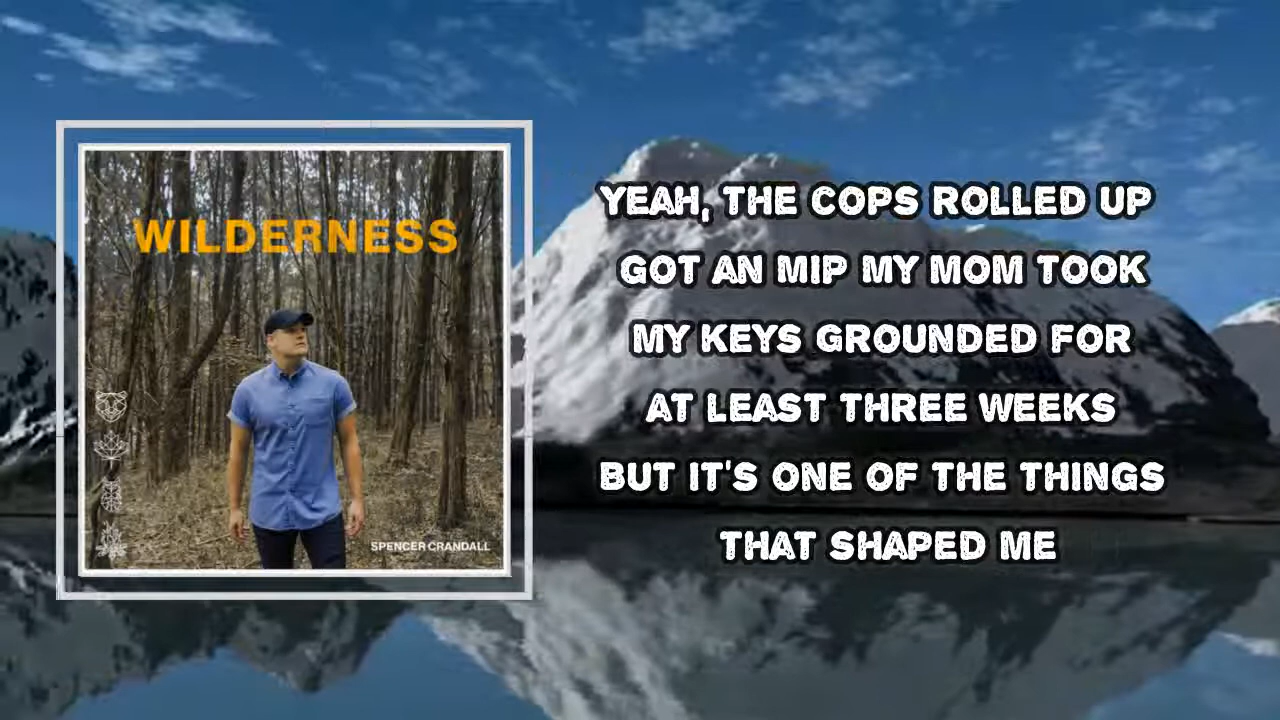 WILDERNESS
SPENCER CRANDALL
YEAH, THE COPS ROLLED UP
GOT AN MIP MY MOM TOOK
MY KEYS GROUNDED FOR
AT LEAST THREE WEEKS
BUT IT'S ONE OF THE THINGS
THAT SHAPED ME